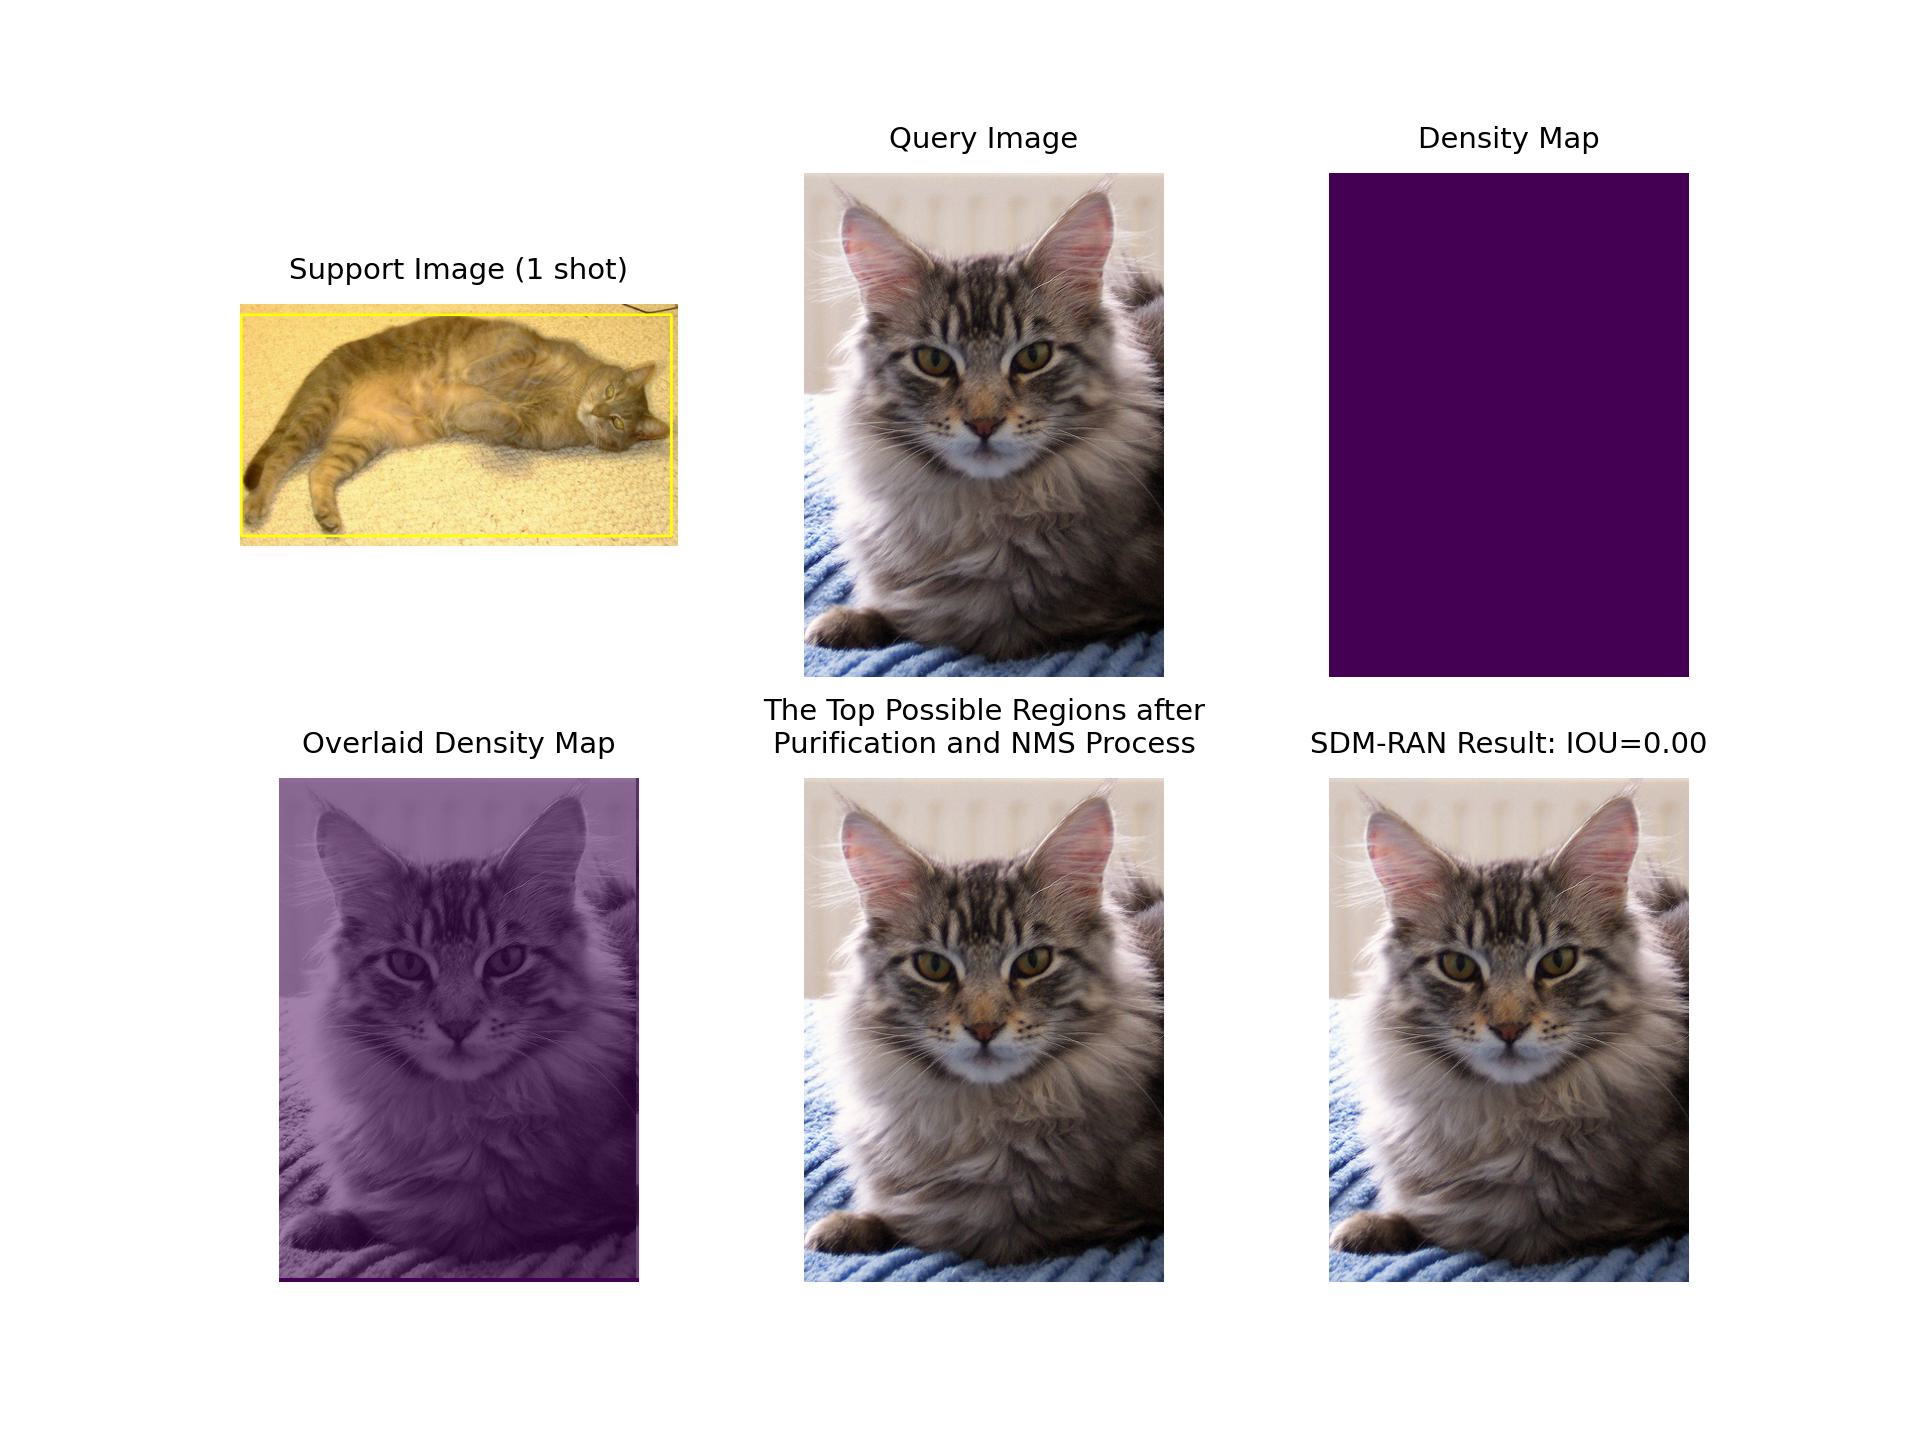 Query Image
Density Map
Support Image (1 shot)
The Top Possible Regions after
Purification and NMS Process
Overlaid Density Map
SDM-RAN Result: IOU=0.00